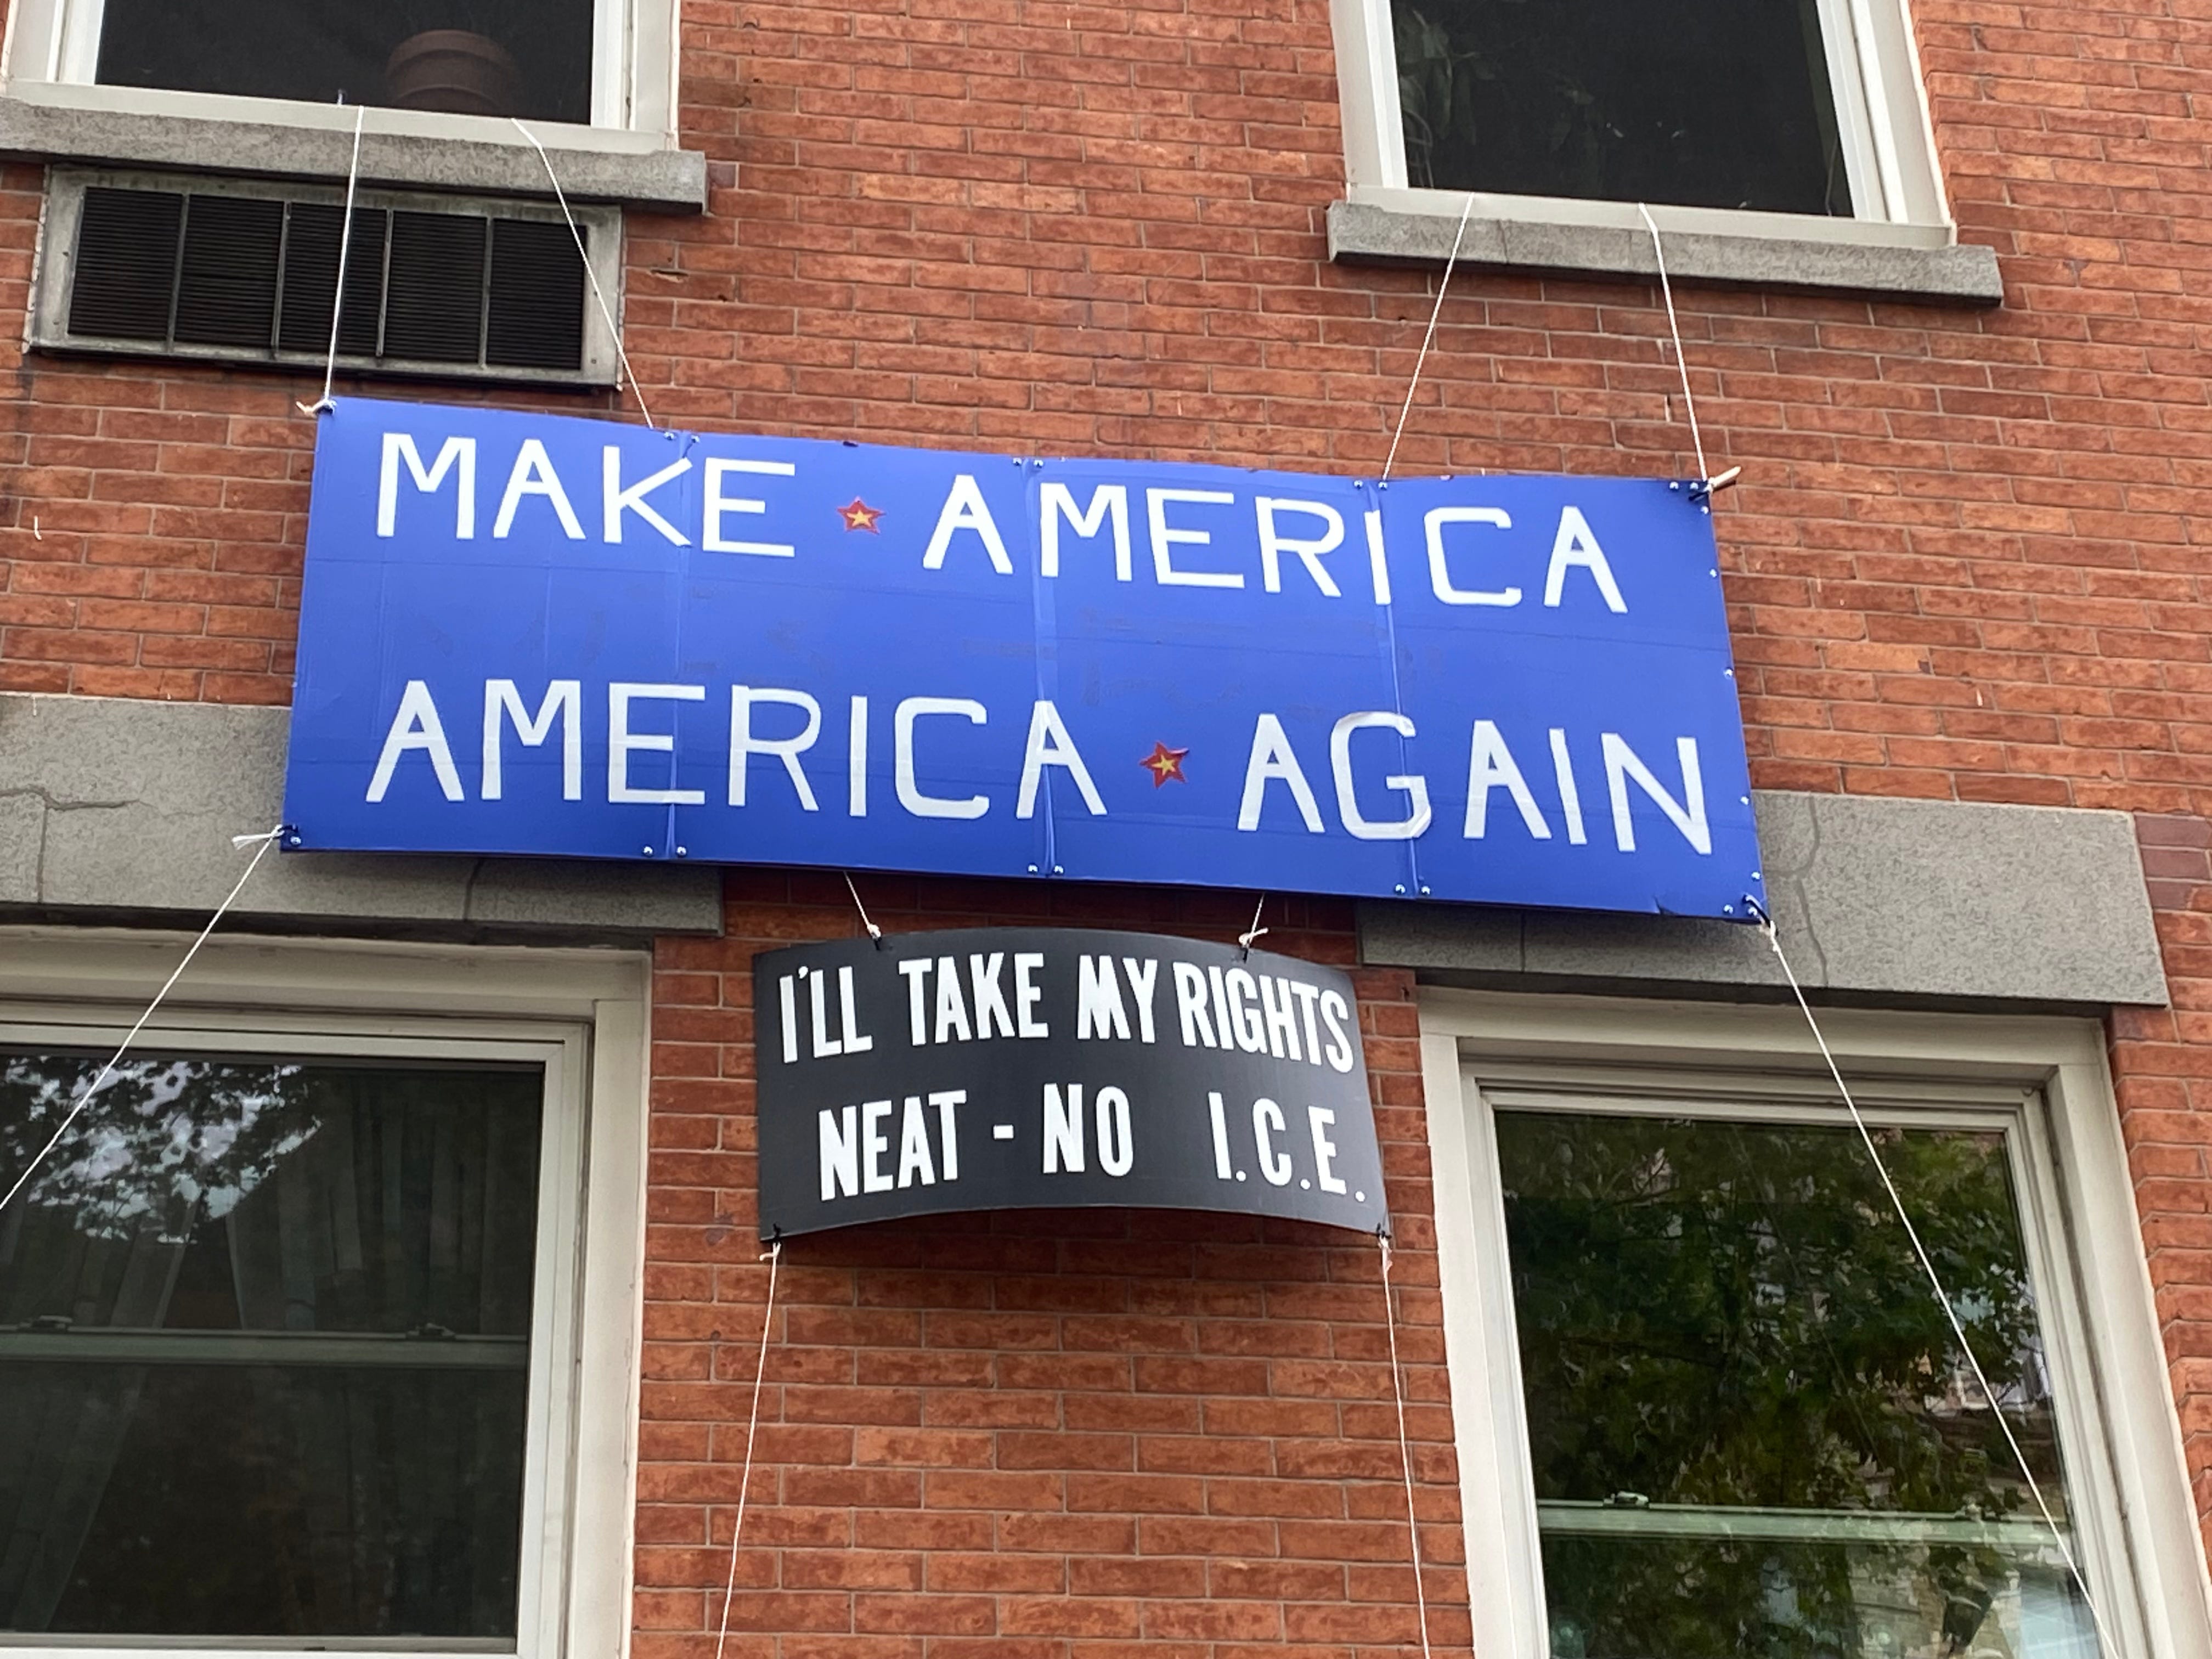 MAKE AMERICA
AMERICA AGAIN
I'LL TAKE MY RIGHTS
NEAT - NO I.C.E.